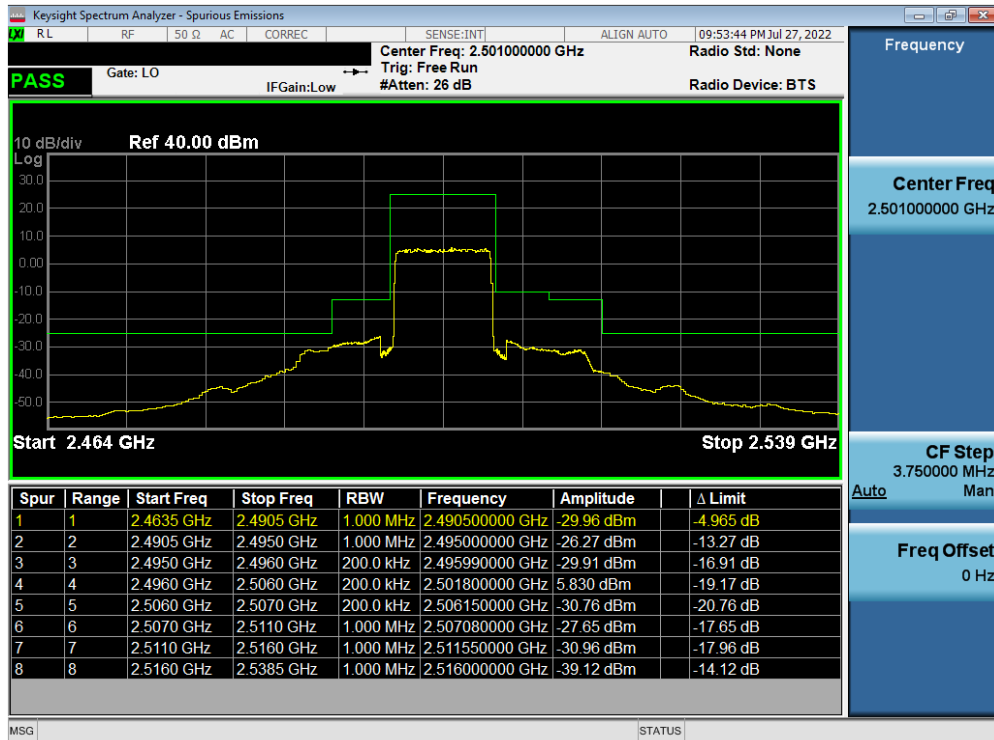 Keysight Spectrum Analyzer - Spurious Emissions
LXI RL RF 50 Ω AC CORREC SENSE:INT ALIGN AUTO 09:53:44 PM Jul 27, 2022
Center Freq: 2.501000000 GHz Radio Std: None
PASS Gate: LO Trig: Free Run
IFGain:Low #Atten: 26 dB Radio Device: BTS
Frequency
10 dB/div Ref 40.00 dBm
Log
30.0
20.0
10.0
0.00
-10.0
-20.0
-30.0
-40.0
-50.0
Start 2.464 GHz Stop 2.539 GHz
Spur Range Start Freq Stop Freq RBW Frequency Amplitude Δ Limit
1 1 2.4635 GHz 2.4905 GHz 1.000 MHz 2.490500000 GHz -29.96 dBm -4.965 dB
2 2 2.4905 GHz 2.4950 GHz 1.000 MHz 2.495000000 GHz -26.27 dBm -13.27 dB
3 3 2.4950 GHz 2.4960 GHz 200.0 kHz 2.495990000 GHz -29.91 dBm -16.91 dB
4 4 2.4960 GHz 2.5060 GHz 200.0 kHz 2.501800000 GHz 5.830 dBm -19.17 dB
5 5 2.5060 GHz 2.5070 GHz 200.0 kHz 2.506150000 GHz -30.76 dBm -20.76 dB
6 6 2.5070 GHz 2.5110 GHz 1.000 MHz 2.507080000 GHz -27.65 dBm -17.65 dB
7 7 2.5110 GHz 2.5160 GHz 1.000 MHz 2.511550000 GHz -30.96 dBm -17.96 dB
8 8 2.5160 GHz 2.5385 GHz 1.000 MHz 2.516000000 GHz -39.12 dBm -14.12 dB
Center Freq
2.501000000 GHz
CF Step
3.750000 MHz
Auto Man
Freq Offset
0 Hz
MSG STATUS